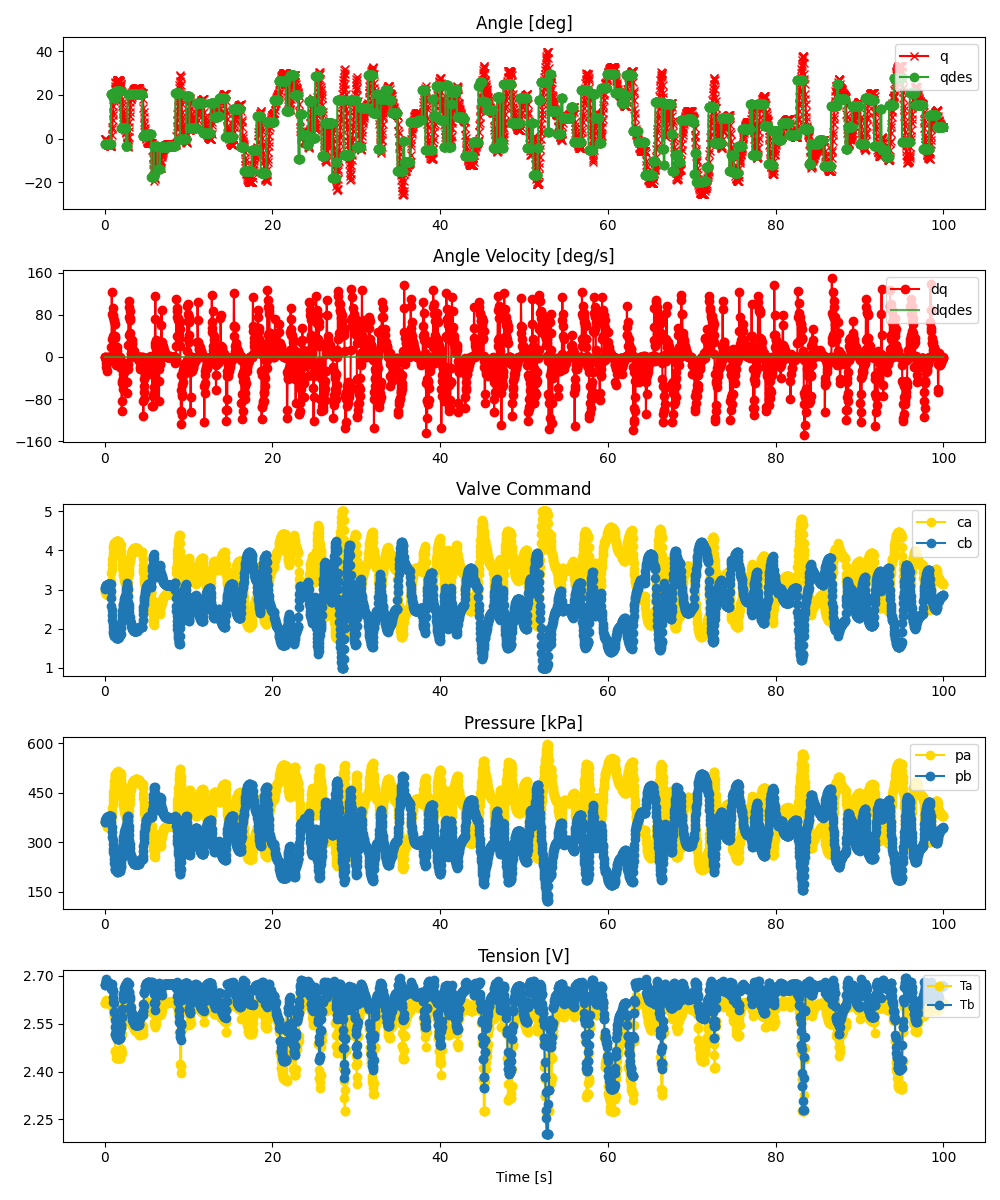 Angle [deg]
40
20
0
−20
q
qdes
0 20 40 60 80 100
Angle Velocity [deg/s]
160
80
0
−80
−160
dq
dqdes
0 20 40 60 80 100
Valve Command
5
4
3
2
1
ca
cb
0 20 40 60 80 100
Pressure [kPa]
600
450
300
150
pa
pb
0 20 40 60 80 100
Tension [V]
2.70
2.55
2.40
2.25
Ta
Tb
0 20 40 60 80 100
Time [s]